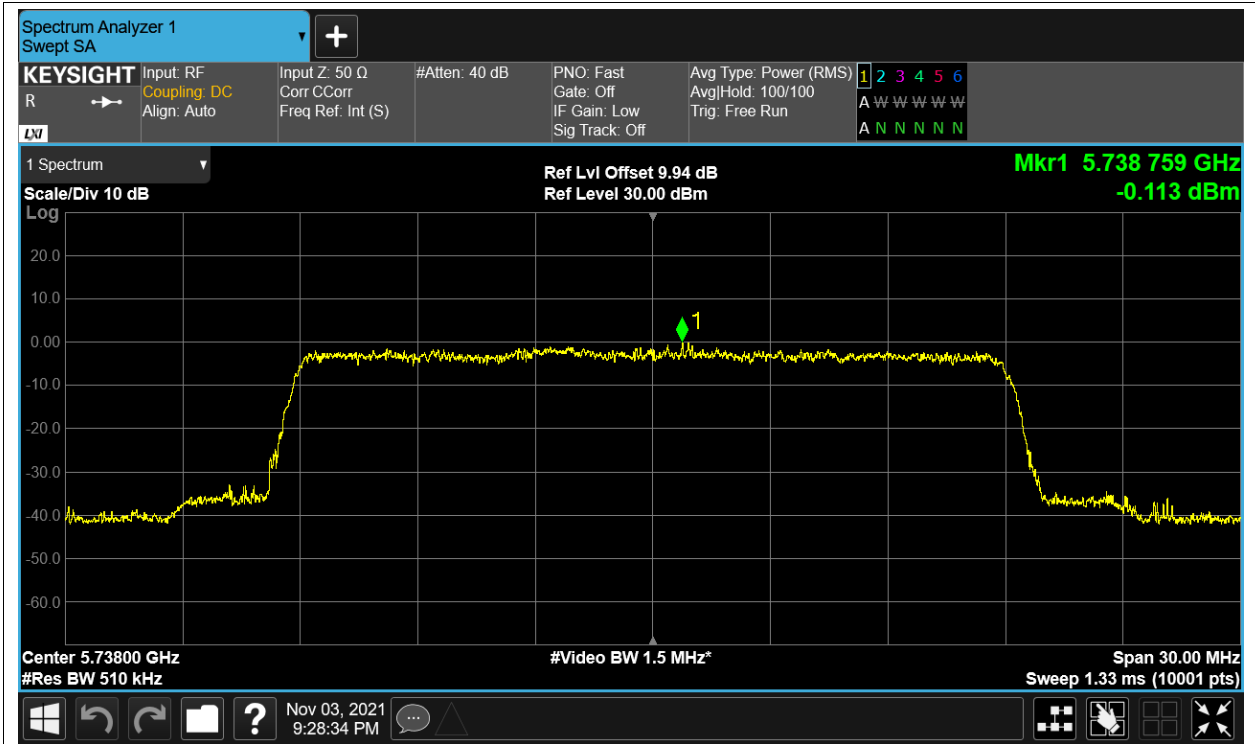 Spectrum Analyzer 1
Swept SA
+
KEYSIGHT
R
LXI
Input: RF
Coupling: DC
Align: Auto
Input Z: 50 Ω
Corr CCorr
Freq Ref: Int (S)
#Atten: 40 dB
PNO: Fast
Gate: Off
IF Gain: Low
Sig Track: Off
Avg Type: Power (RMS)
Avg|Hold: 100/100
Trig: Free Run
1 2 3 4 5 6
A W W W W W
A N N N N N
1 Spectrum
Scale/Div 10 dB
Log
Ref Lvl Offset 9.94 dB
Ref Level 30.00 dBm
Mkr1 5.738 759 GHz
-0.113 dBm
20.0
10.0
0.00
-10.0
-20.0
-30.0
-40.0
-50.0
-60.0
1
Center 5.73800 GHz
#Res BW 510 kHz
#Video BW 1.5 MHz*
Span 30.00 MHz
Sweep 1.33 ms (10001 pts)
?
Nov 03, 2021
9:28:34 PM